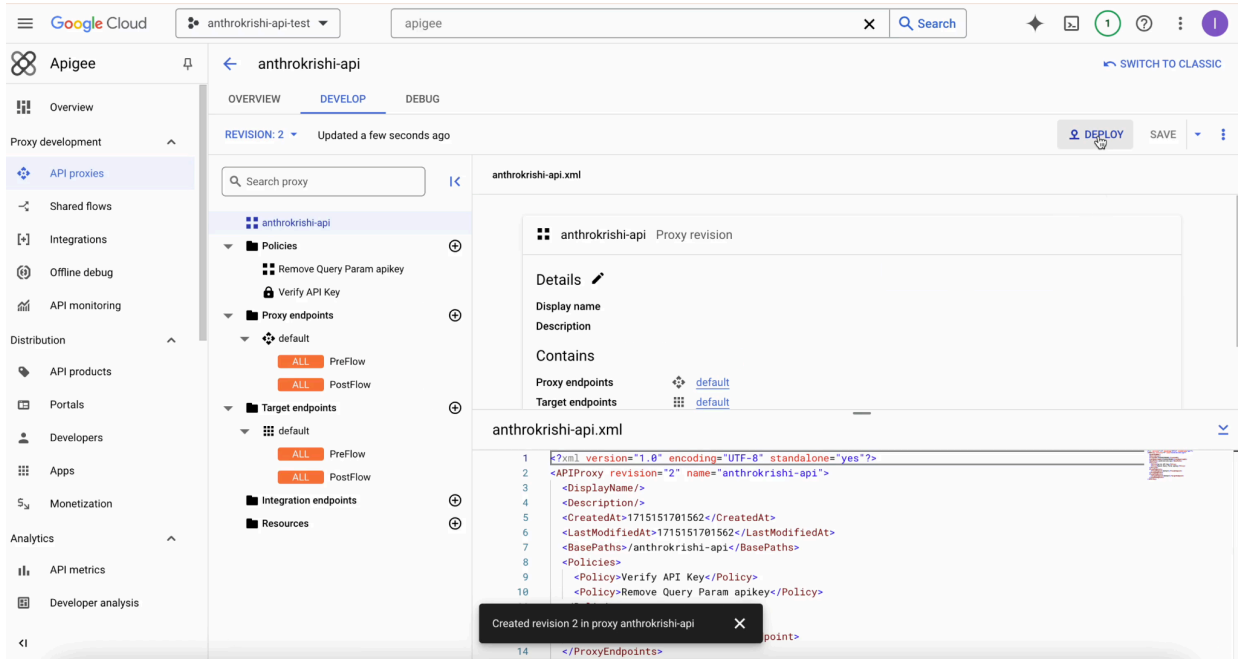 Google Cloud
anthrokrishi-api-test
apigee
Search
1
I
Apigee
anthrokrishi-api
SWITCH TO CLASSIC
Overview
OVERVIEW
DEVELOP
DEBUG
Proxy development
REVISION: 2
Updated a few seconds ago
DEPLOY
SAVE
API proxies
Shared flows
Integrations
Offline debug
API monitoring
Distribution
API products
Portals
Developers
Apps
Monetization
Analytics
API metrics
Developer analysis
Search proxy
anthrokrishi-api
Policies
Remove Query Param apikey
Verify API Key
Proxy endpoints
default
ALL PreFlow
ALL PostFlow
Target endpoints
default
ALL PreFlow
ALL PostFlow
Integration endpoints
Resources
anthrokrishi-api.xml
anthrokrishi-api Proxy revision
Details
Display name
Description
Contains
Proxy endpoints default
Target endpoints default
anthrokrishi-api.xml
1 <?xml version="1.0" encoding="UTF-8" standalone="yes"?>
2 <APIProxy revision="2" name="anthrokrishi-api">
3 <DisplayName/>
4 <Description/>
5 <CreatedAt>1715151701562</CreatedAt>
6 <LastModifiedAt>1715151701562</LastModifiedAt>
7 <BasePaths>/anthrokrishi-api</BasePaths>
8 <Policies>
9 <Policy>Verify API Key</Policy>
10 <Policy>Remove Query Param apikey</Policy>
point>
14 </ProxyEndpoints>
Created revision 2 in proxy anthrokrishi-api